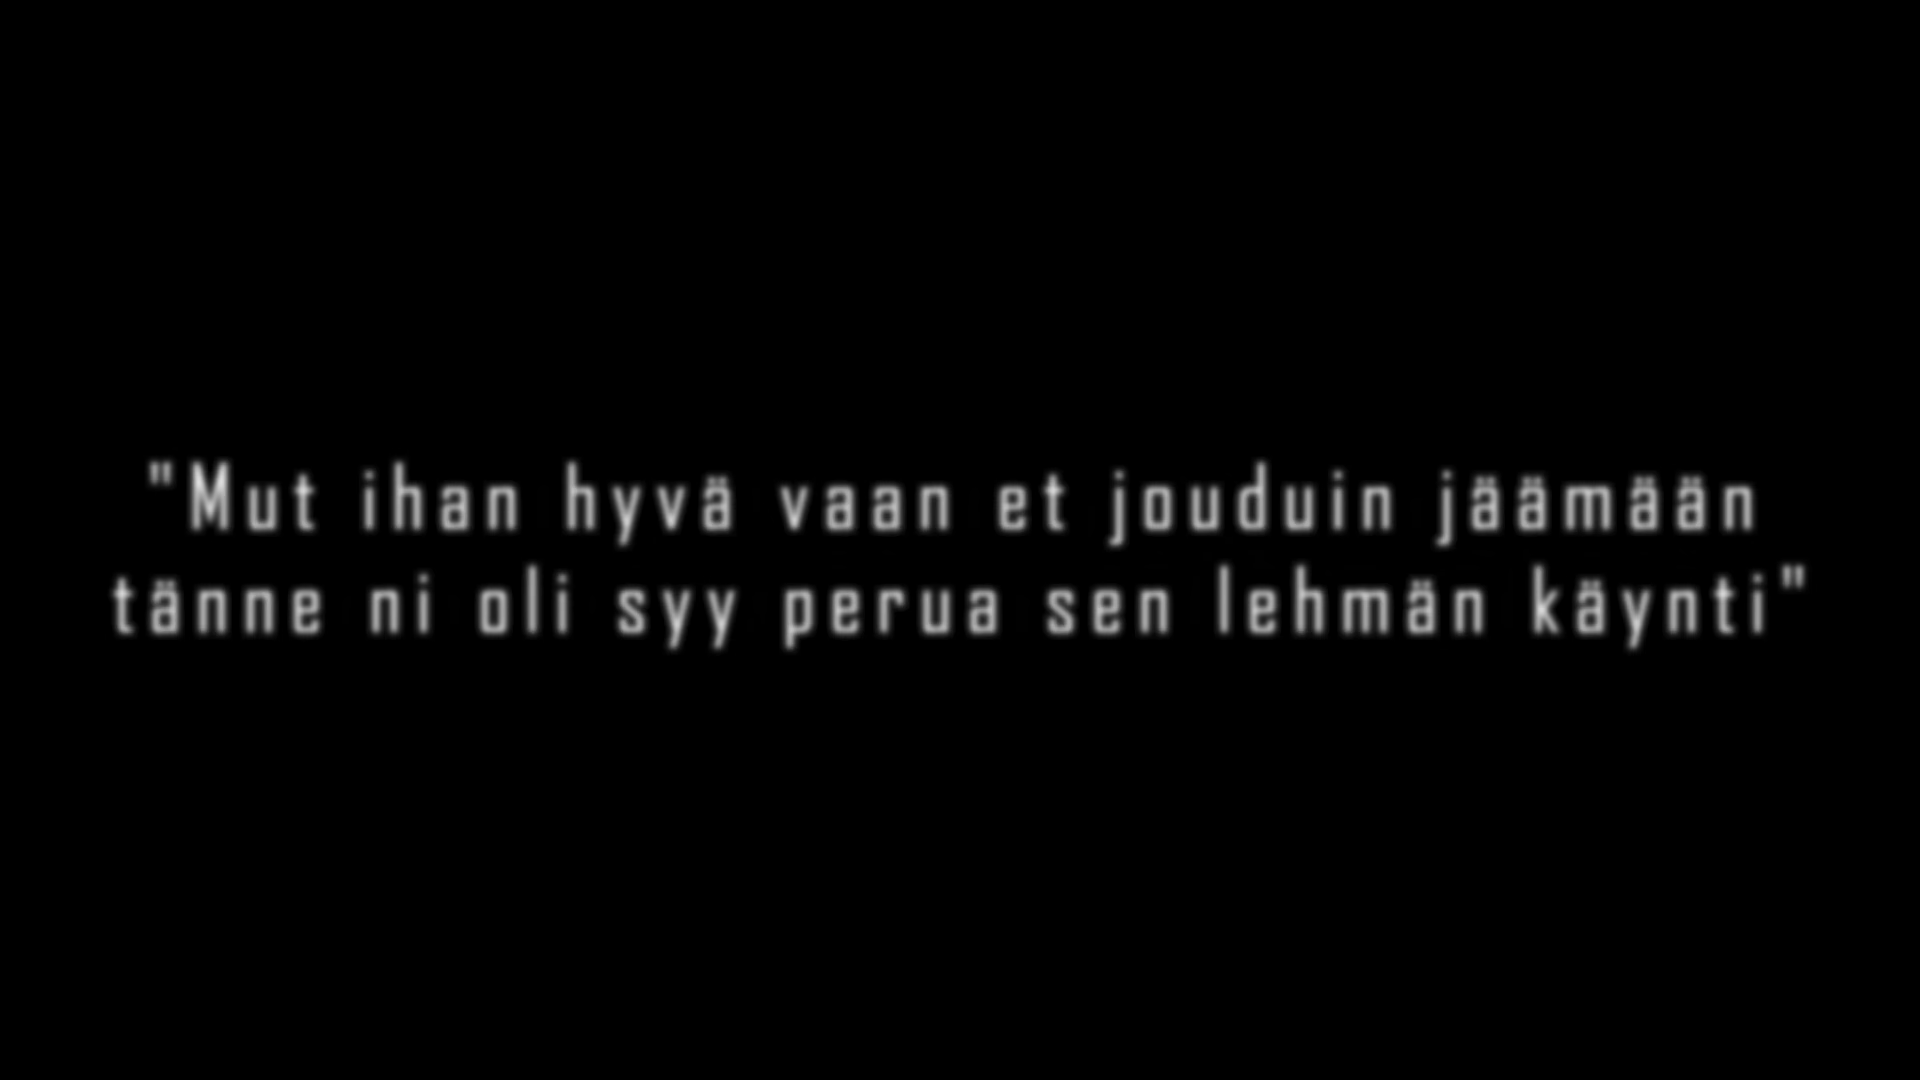 "Mut ihan hyvä vaan et jouduin jäämään
tänne ni oli syy perua sen lehmän käynti"